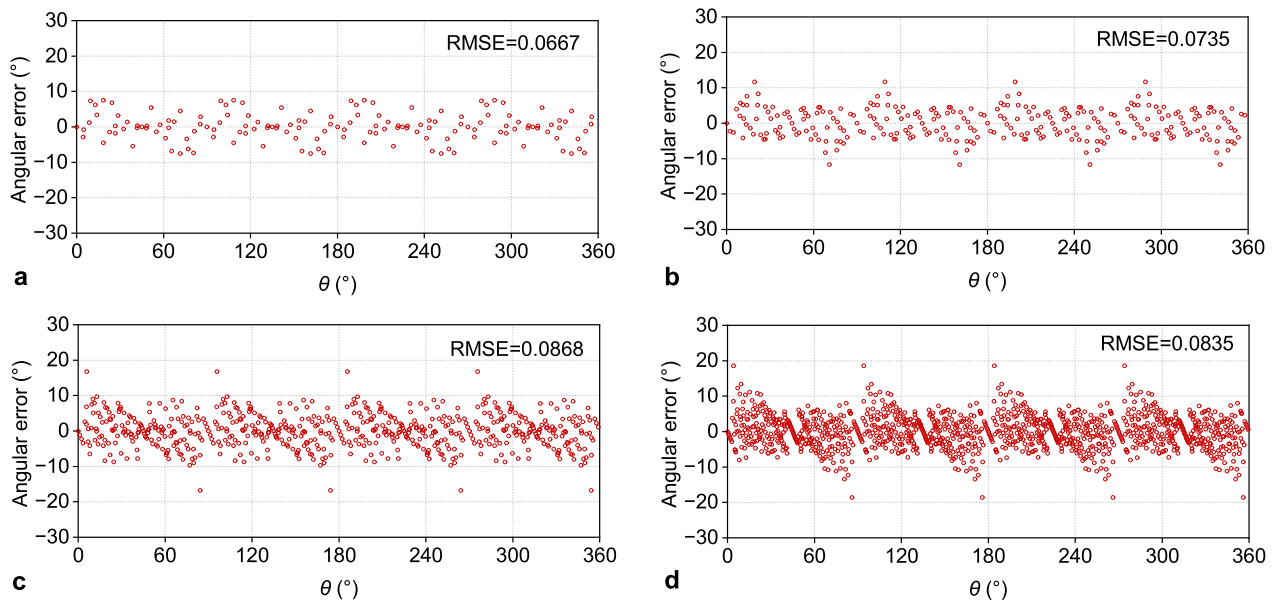 30
20
10
0
−10
−20
−30
Angular error (°)
RMSE=0.0667
0 60 120 180 240 300 360
θ (°)
a
30
20
10
0
−10
−20
−30
Angular error (°)
RMSE=0.0735
0 60 120 180 240 300 360
θ (°)
b
30
20
10
0
−10
−20
−30
Angular error (°)
RMSE=0.0868
0 60 120 180 240 300 360
θ (°)
c
30
20
10
0
−10
−20
−30
Angular error (°)
RMSE=0.0835
0 60 120 180 240 300 360
θ (°)
d